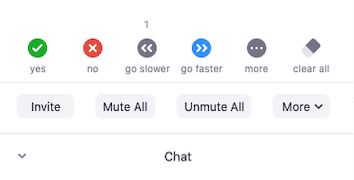 1
yes no go slower go faster more clear all
Invite Mute All Unmute All More
Chat